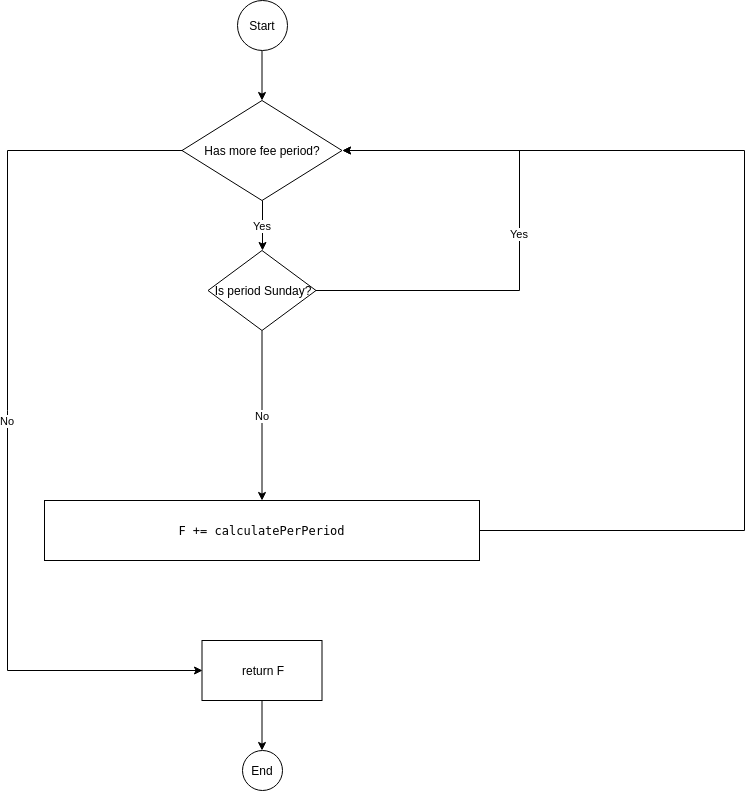 Start
Has more fee period?
Yes
Yes
Is period Sunday?
No
No
F += calculatePerPeriod
return F
End